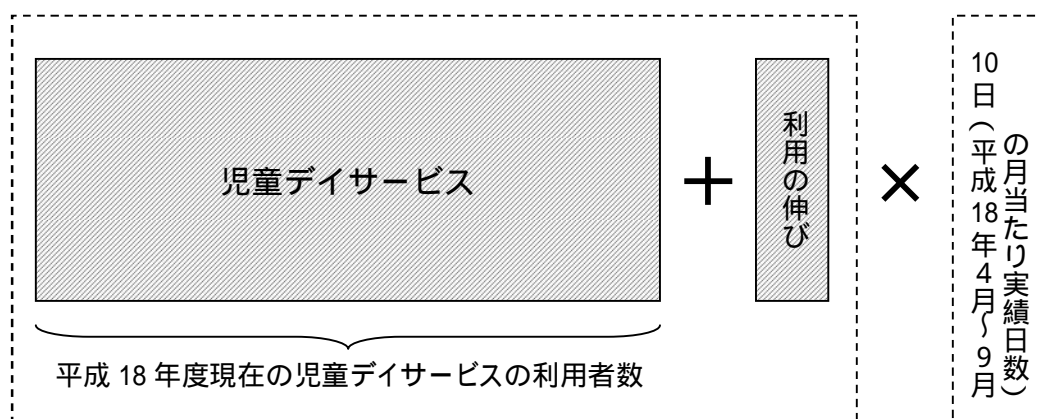 児童デイサービス
＋
利用の伸び
×
10日（平成18年4月～9月
の月当たり実績日数）
平成 18 年度現在の児童デイサービスの利用者数